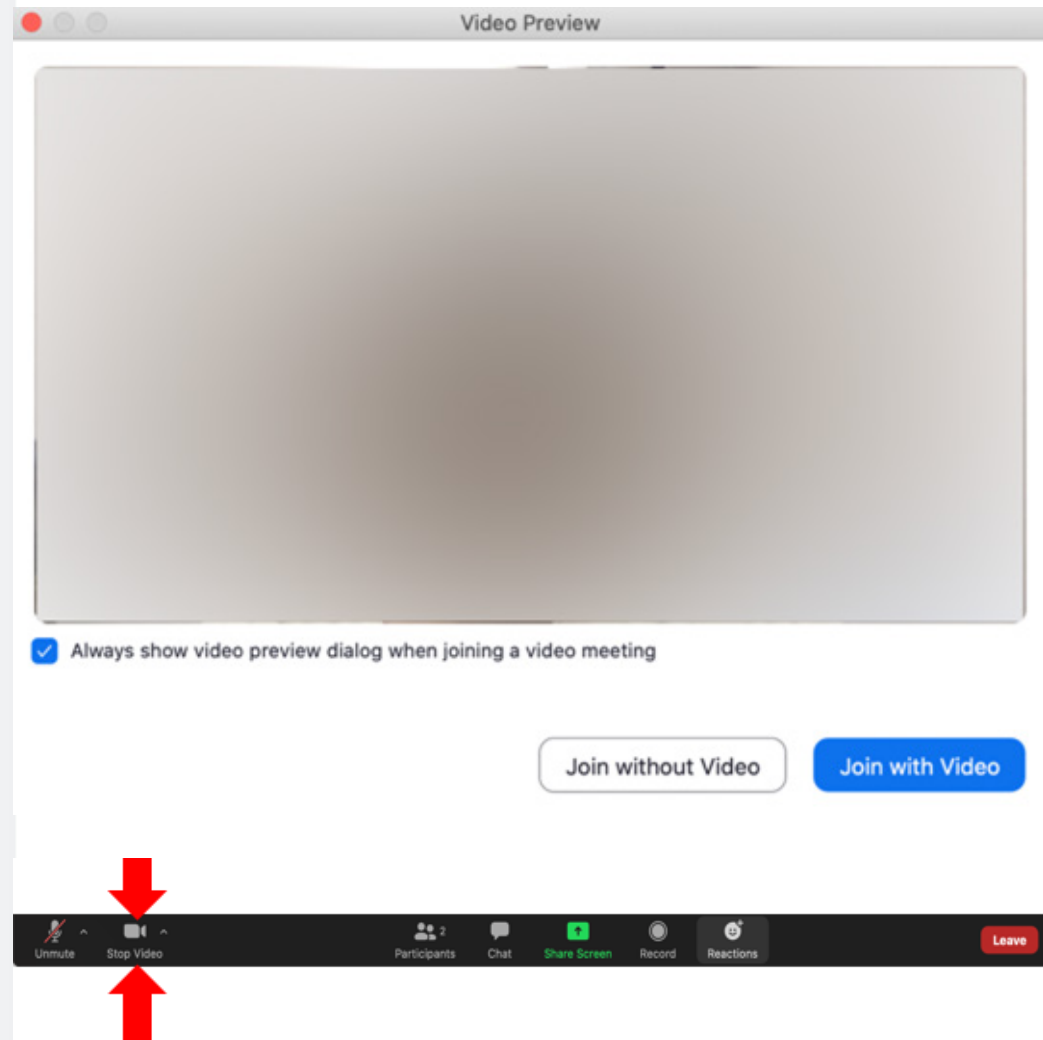 Video Preview
Always show video preview dialog when joining a video meeting
Join without Video Join with Video
2
Unmute Stop Video Participants Chat Share Screen Record Reactions Leave